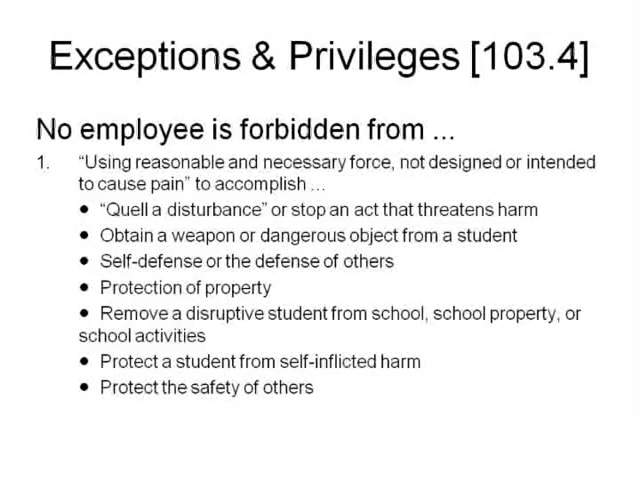 Exceptions & Privileges [103.4]
No employee is forbidden from ...
1. “Using reasonable and necessary force, not designed or intended
to cause pain” to accomplish …
● “Quell a disturbance” or stop an act that threatens harm
● Obtain a weapon or dangerous object from a student
● Self-defense or the defense of others
● Protection of property
● Remove a disruptive student from school, school property, or
school activities
● Protect a student from self-inflicted harm
● Protect the safety of others